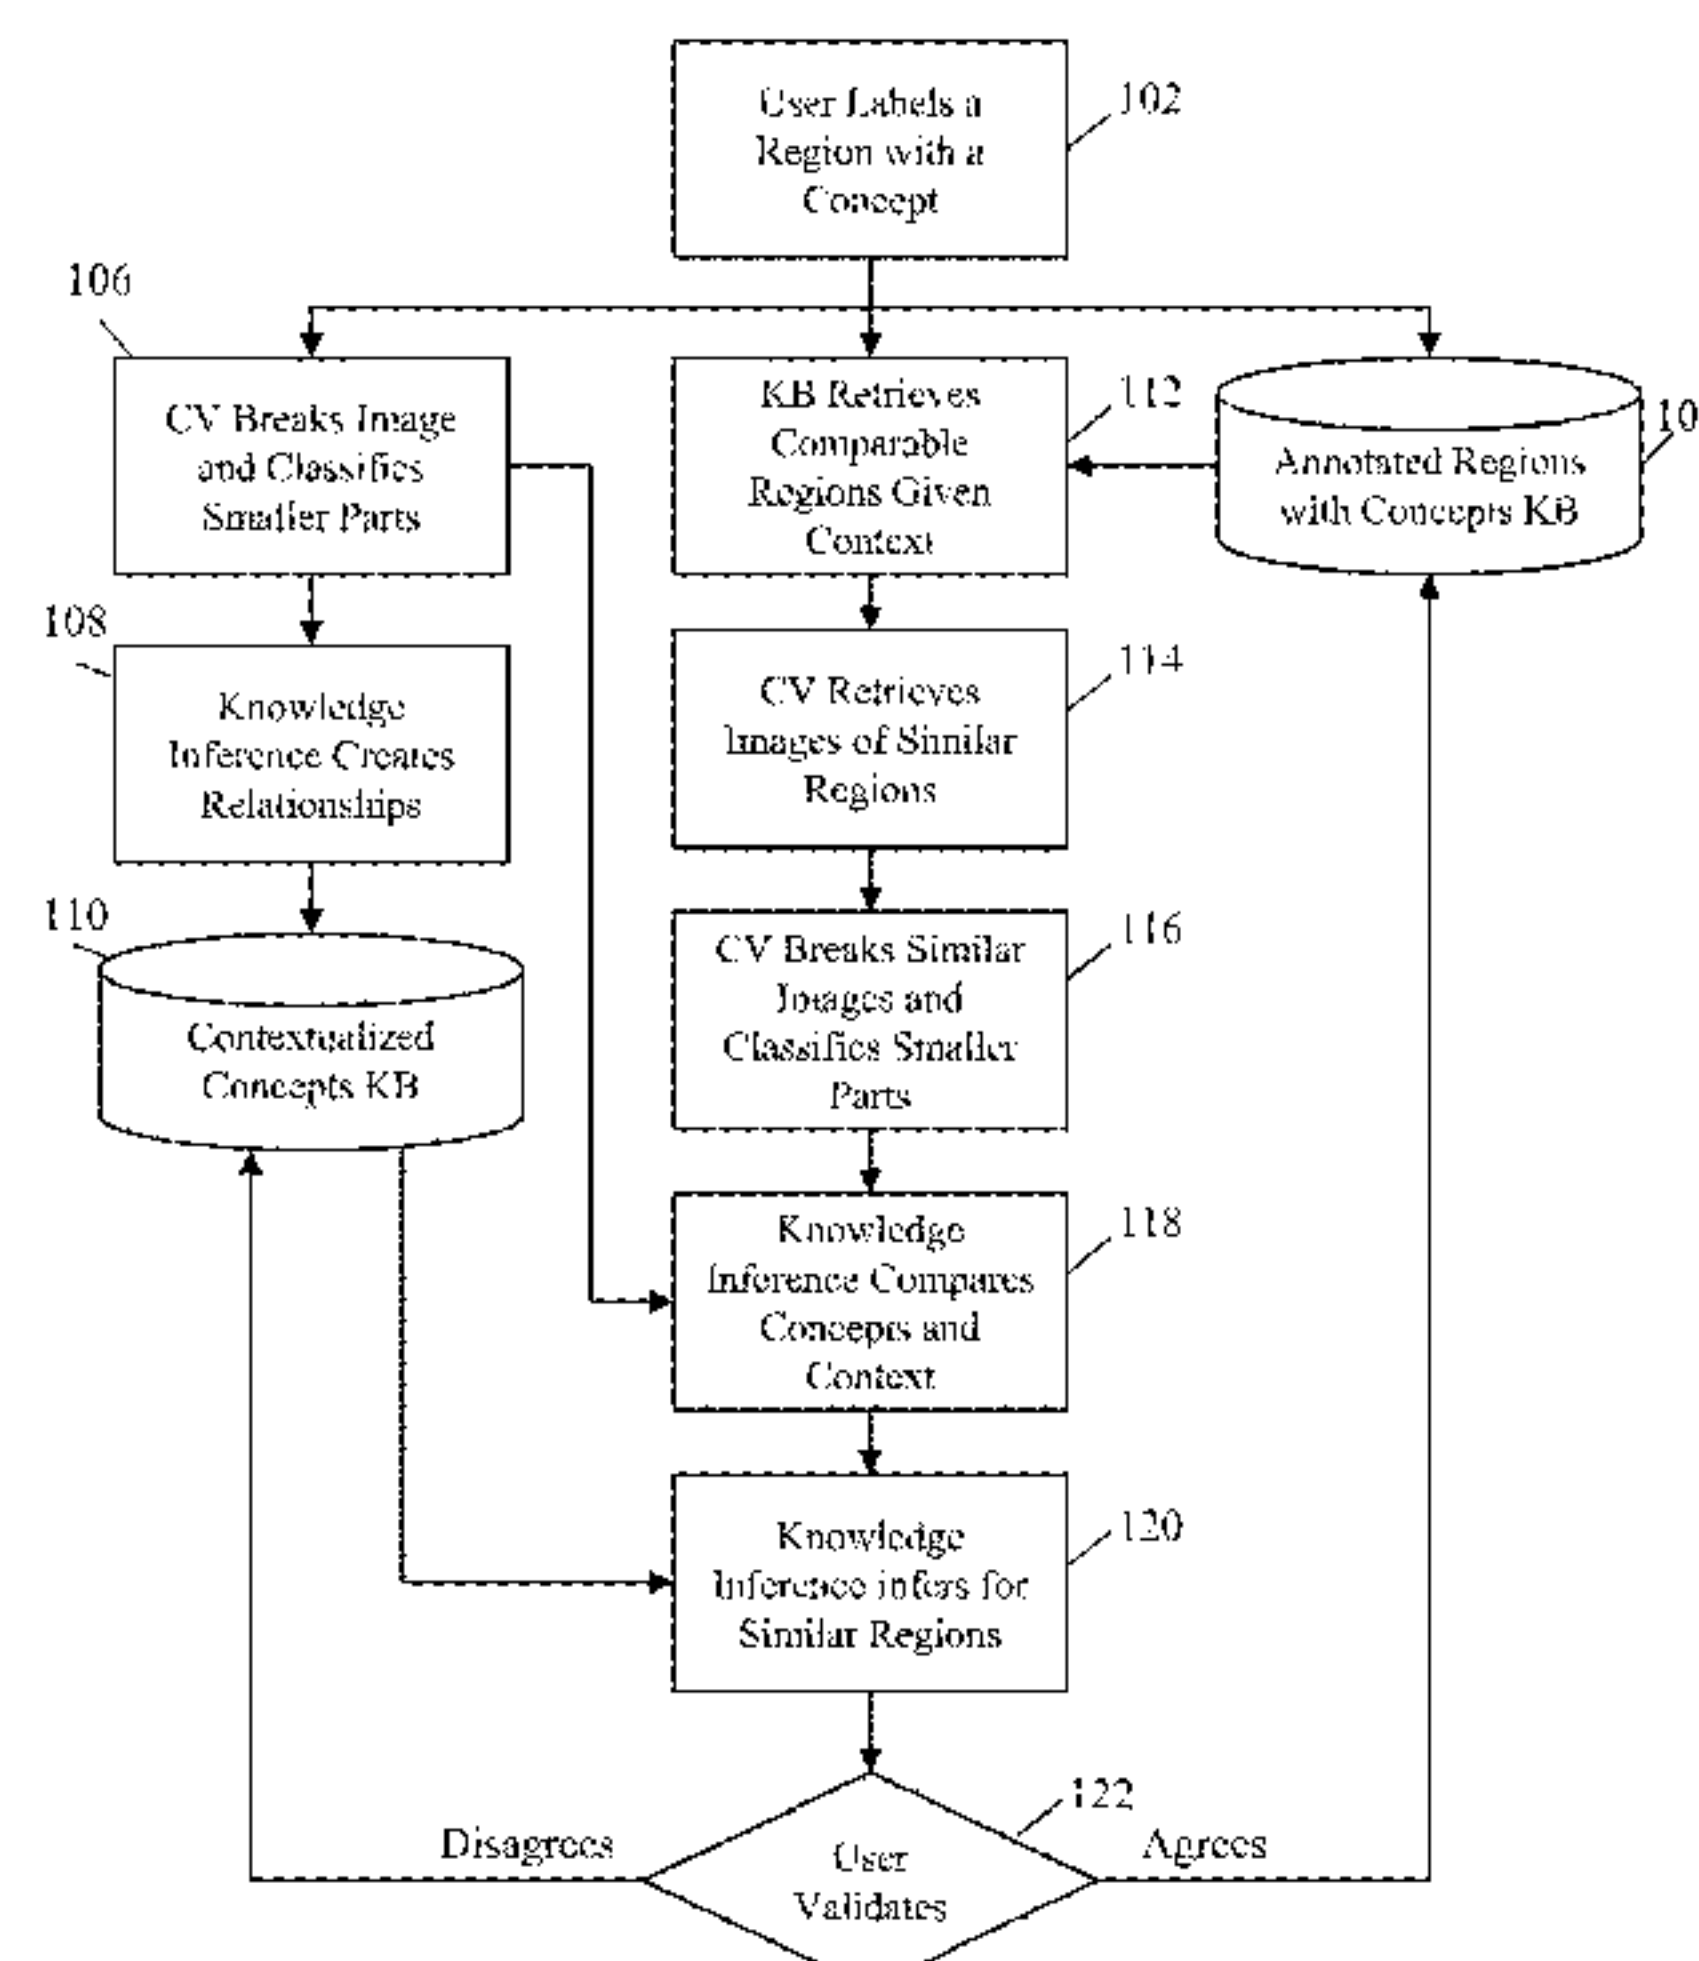 User Labels a
Region with a
Concept
102
106
CV Breaks Image
and Classifies
Smaller Parts
KB Retrieves
Comparable
Regions Given
Context
112
Annotated Regions
with Concepts KB
10
108
Knowledge
Inference Creates
Relationships
CV Retrieves
Images of Similar
Regions
114
110
Contextualized
Concepts KB
CV Breaks Similar
Images and
Classifies Smaller
Parts
116
Knowledge
Inference Compares
Concepts and
Context
118
Knowledge
Inference infers for
Similar Regions
120
Disagrees
User
Validates
122
Agrees